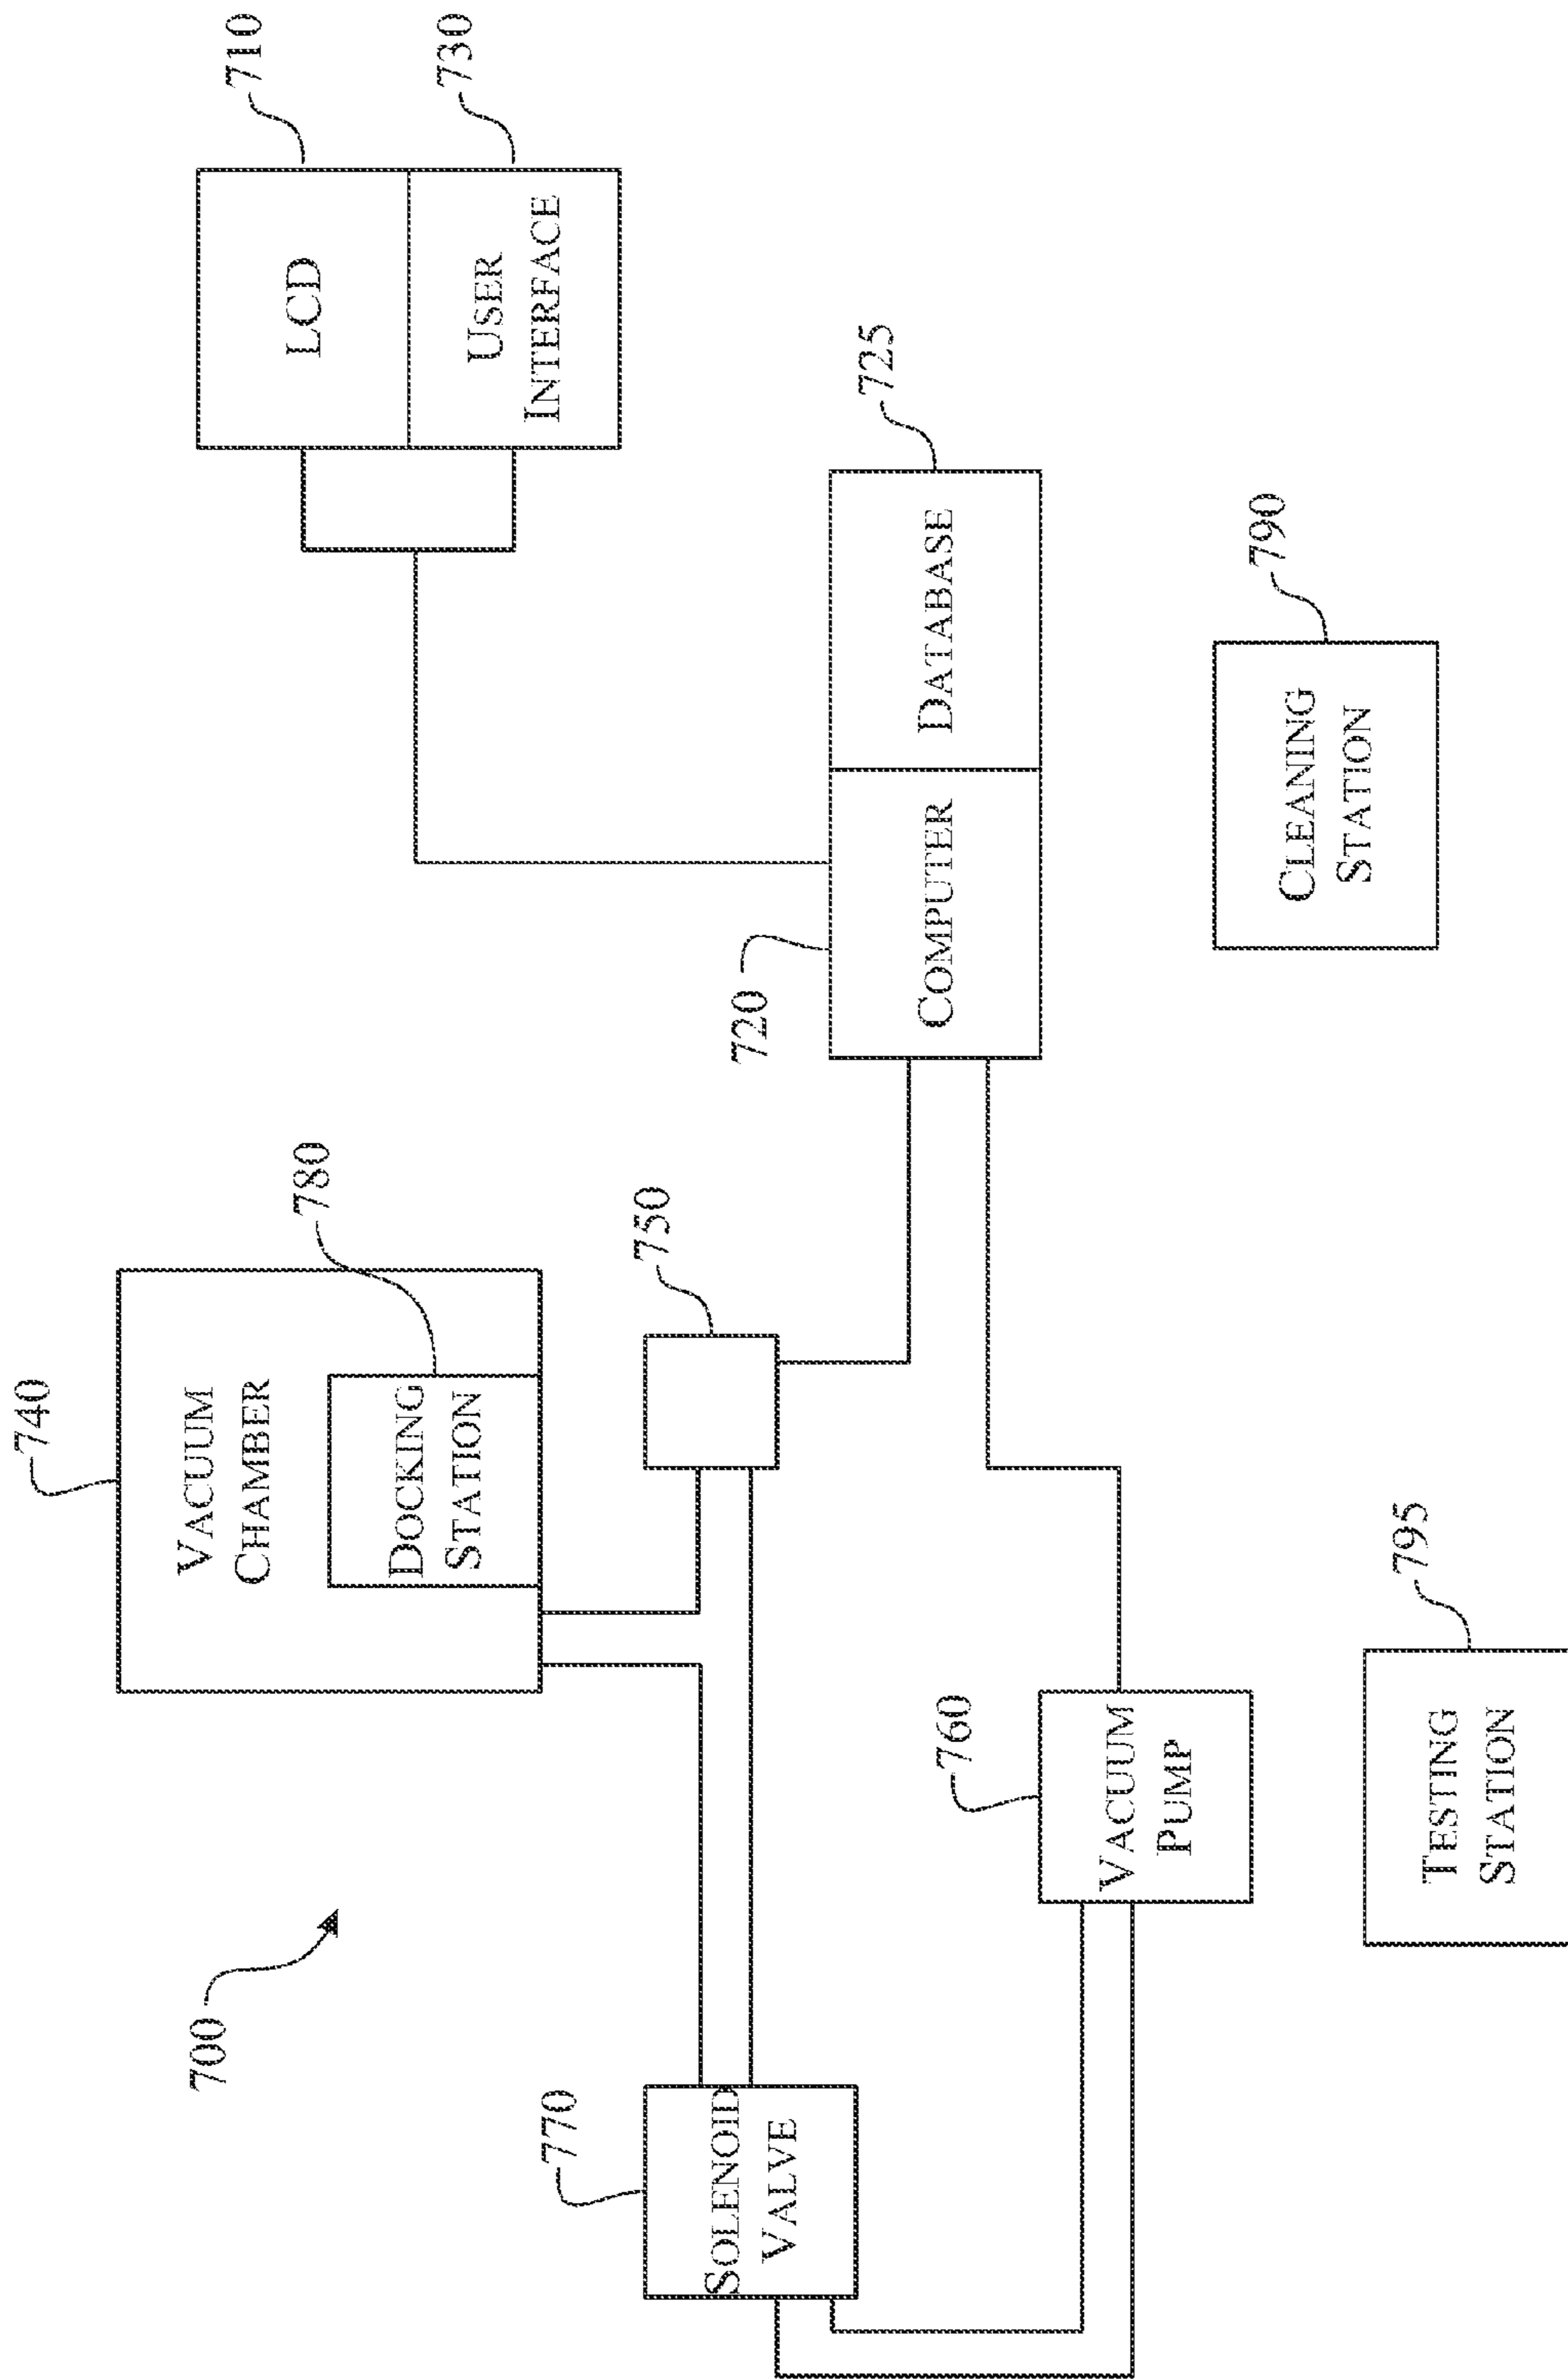 700
740
VACUUM
CHAMBER
780
DOCKING
STATION
710
LCD
730
USER
INTERFACE
770
SOLENOID
VALVE
750
720
COMPUTER
725
DATABASE
760
VACUUM
PUMP
790
CLEANING
STATION
795
TESTING
STATION